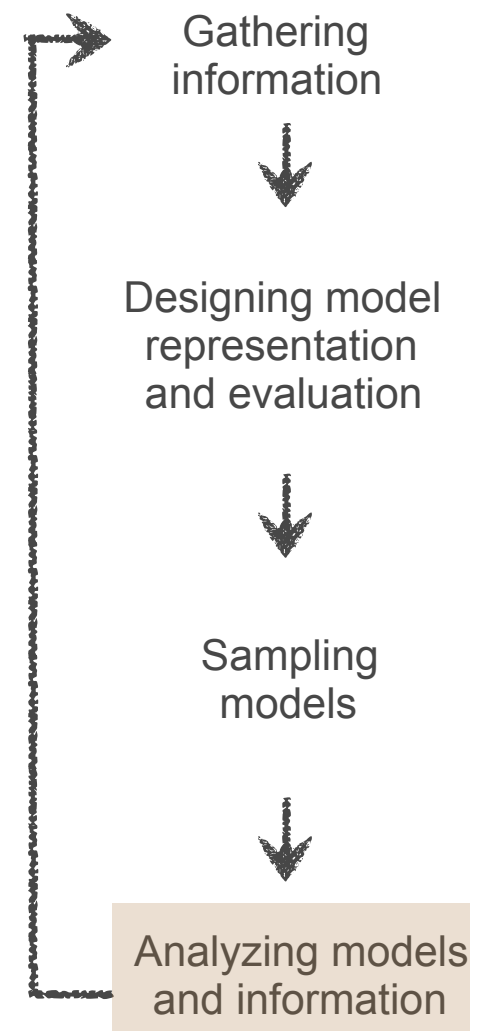 Gathering
information
Designing model
representation
and evaluation
Sampling
models
Analyzing models
and information